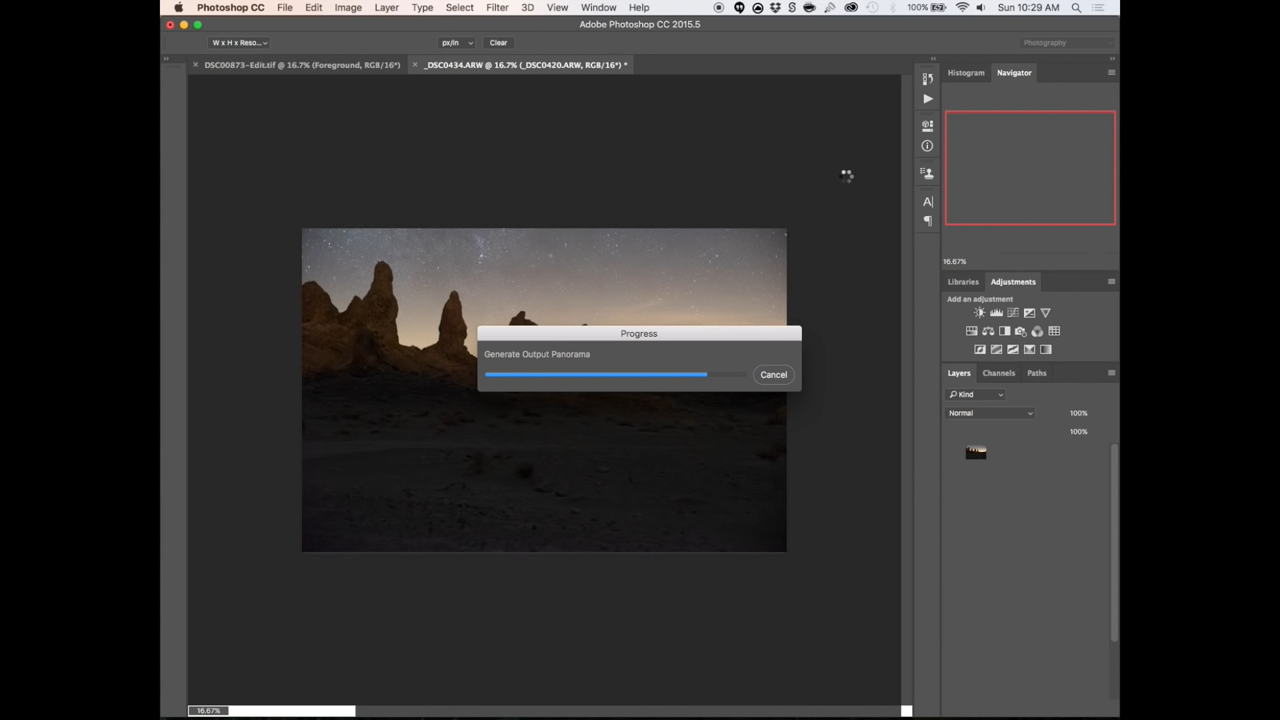 Photoshop CC File Edit Image Layer Type Select Filter 3D View Window Help 100% Sun 10:29 AM
Adobe Photoshop CC 2015.5
W x H x Reso... px/in Clear Photography
DSC00873-Edit.tif @ 16.7% (Foreground, RGB/16*) _DSC0434.ARW @ 16.7% (_DSC0420.ARW, RGB/16*) *
Histogram Navigator
16.67%
Libraries Adjustments
Add an adjustment
Progress
Generate Output Panorama
Cancel
Layers Channels Paths
Kind
Normal 100%
100%
16.67%